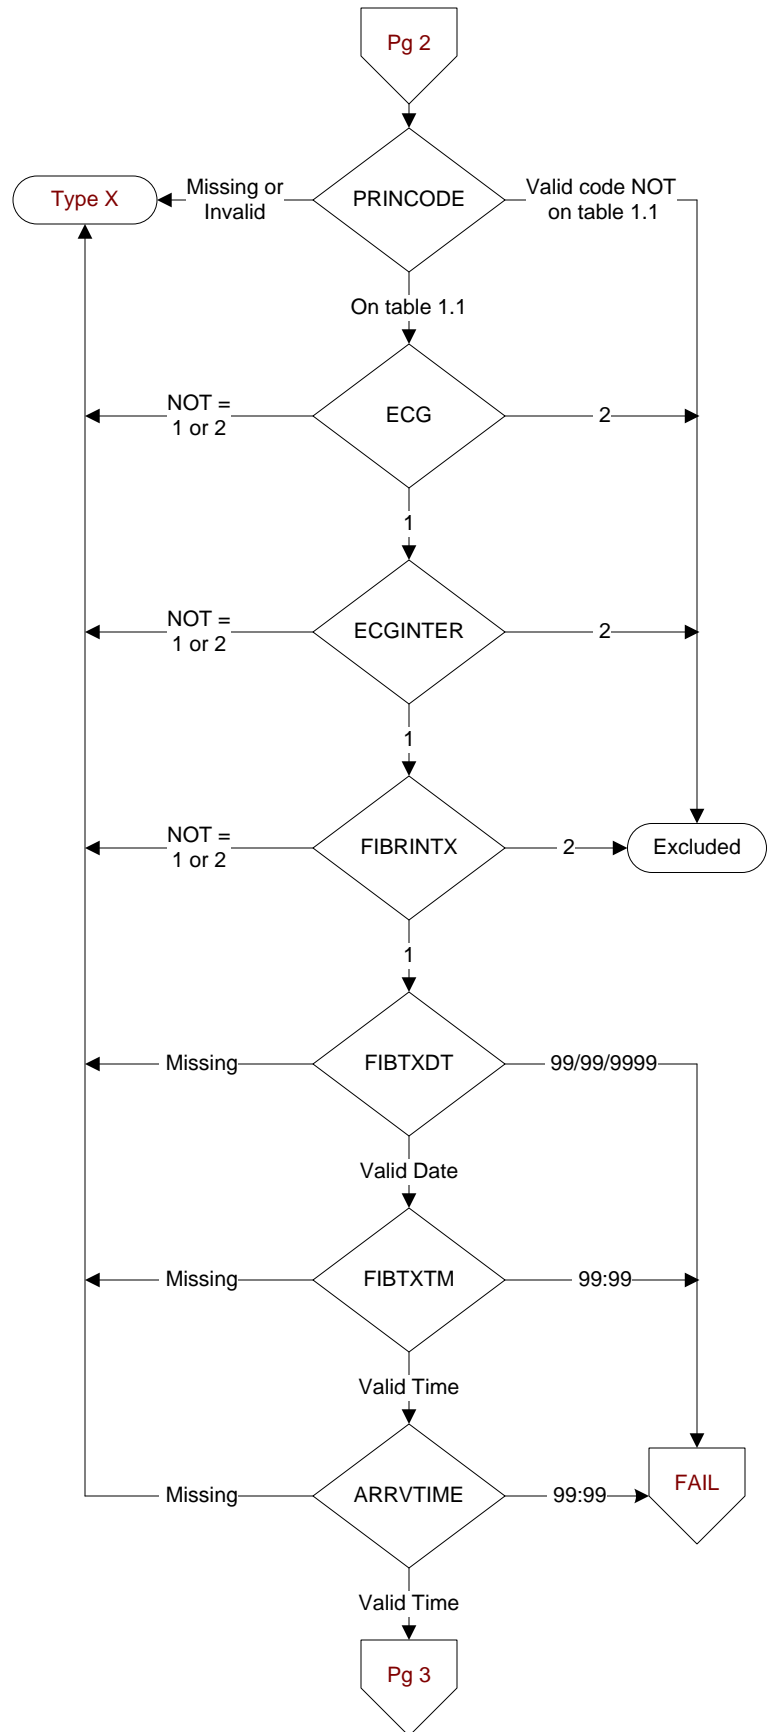 Pg 2
Type X
Missing or
Invalid
PRINCODE
Valid code NOT
on table 1.1
On table 1.1
NOT =
1 or 2
ECG
2
1
NOT =
1 or 2
ECGINTER
2
1
NOT =
1 or 2
FIBRINTX
2
Excluded
1
Missing
FIBTXDT
99/99/9999
Valid Date
Missing
FIBTXTM
99:99
Valid Time
Missing
ARRVTIME
99:99
FAIL
Valid Time
Pg 3